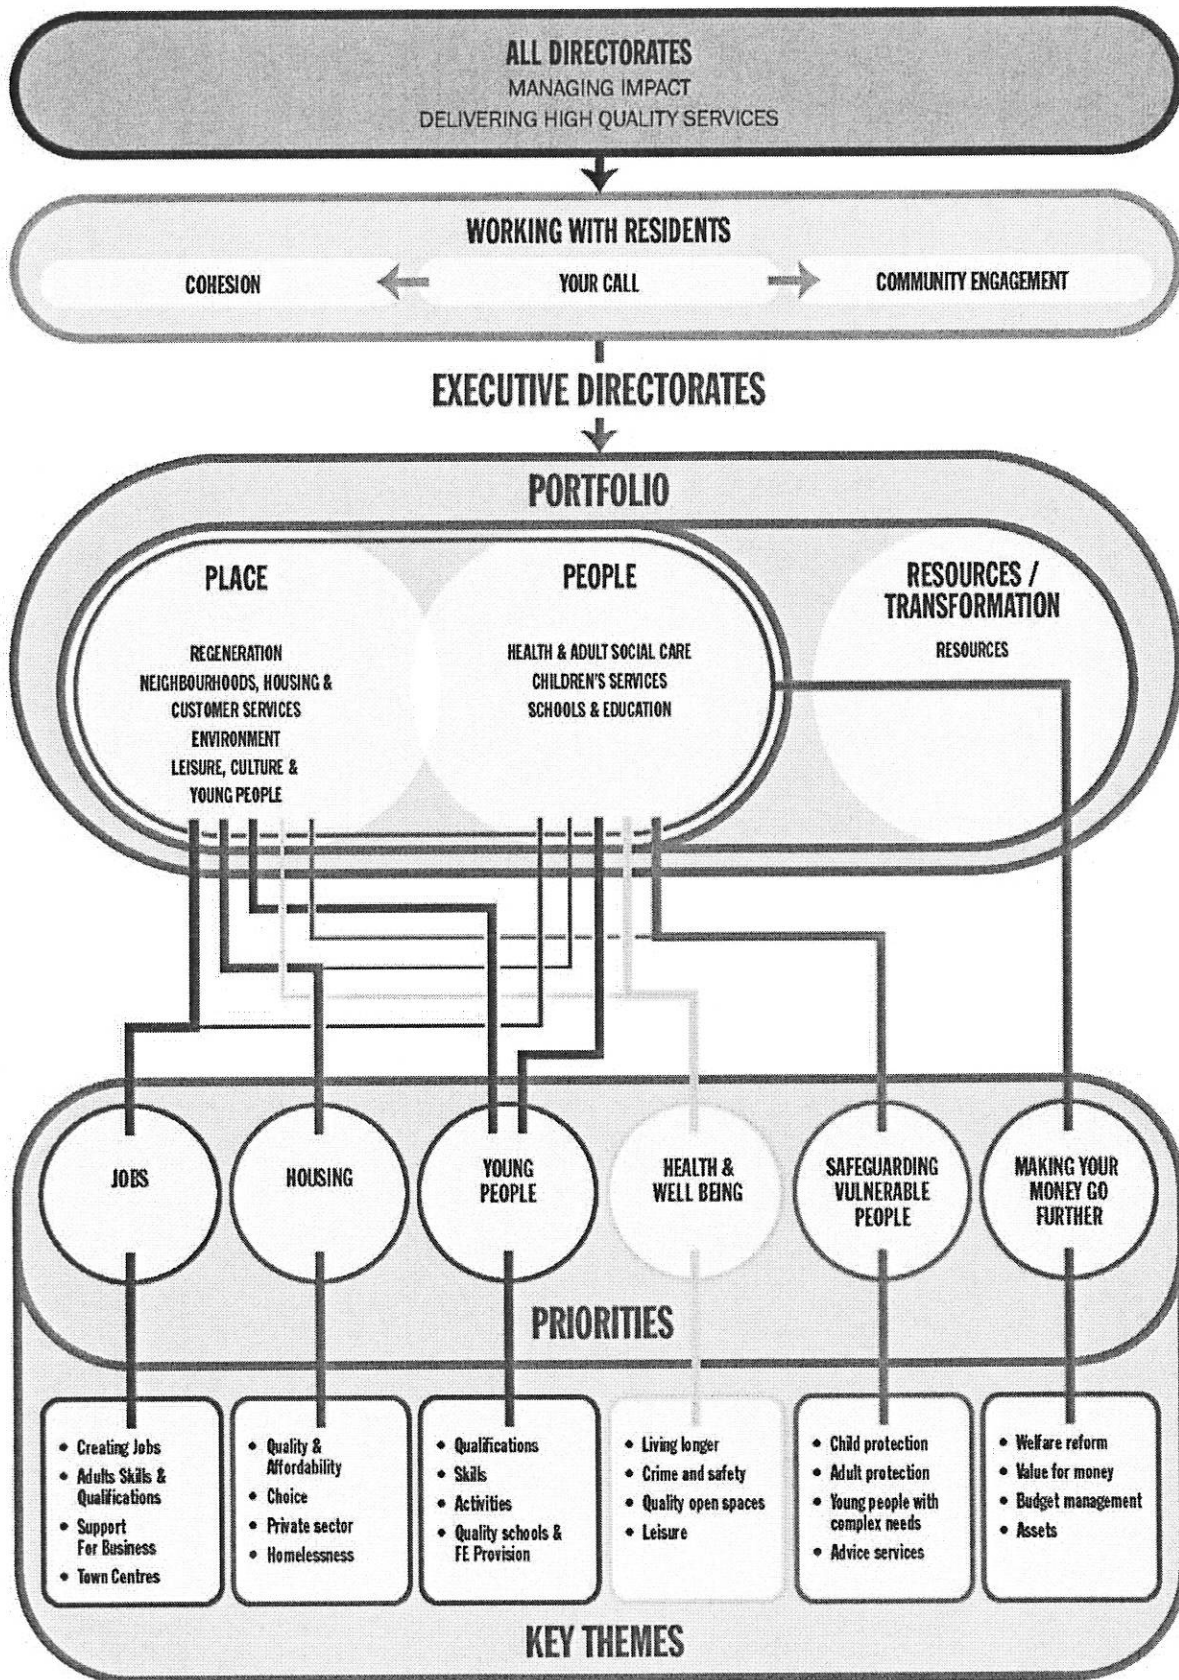 ALL DIRECTORATES
MANAGING IMPACT
DELIVERING HIGH QUALITY SERVICES
WORKING WITH RESIDENTS
COHESION
YOUR CALL
COMMUNITY ENGAGEMENT
EXECUTIVE DIRECTORATES
PORTFOLIO
PLACE
REGENERATION
NEIGHBOURHOODS, HOUSING &
CUSTOMER SERVICES
ENVIRONMENT
LEISURE, CULTURE &
YOUNG PEOPLE
PEOPLE
HEALTH & ADULT SOCIAL CARE
CHILDREN'S SERVICES
SCHOOLS & EDUCATION
RESOURCES /
TRANSFORMATION
RESOURCES
JOBS
HOUSING
YOUNG
PEOPLE
HEALTH &
WELL BEING
SAFEGUARDING
VULNERABLE
PEOPLE
MAKING YOUR
MONEY GO
FURTHER
PRIORITIES
• Creating Jobs
• Adults Skills &
Qualifications
• Support
For Business
• Town Centres
• Quality &
Affordability
• Choice
• Private sector
• Homelessness
• Qualifications
• Skills
• Activities
• Quality schools &
FE Provision
• Living longer
• Crime and safety
• Quality open spaces
• Leisure
• Child protection
• Adult protection
• Young people with
complex needs
• Advice services
• Welfare reform
• Value for money
• Budget management
• Assets
KEY THEMES